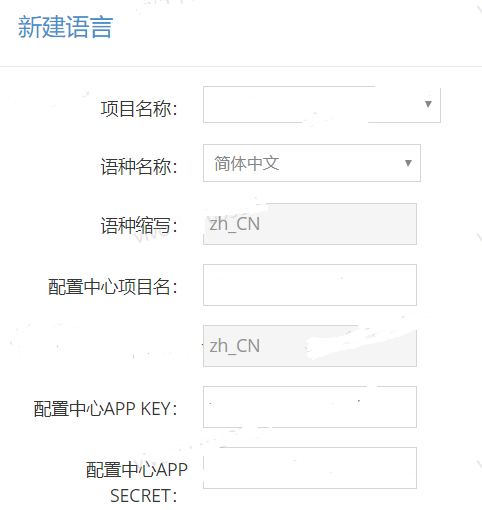 新建语言
项目名称：
语种名称： 简体中文
语种缩写： zh_CN
配置中心项目名：
zh_CN
配置中心APP KEY：
配置中心APP
SECRET：